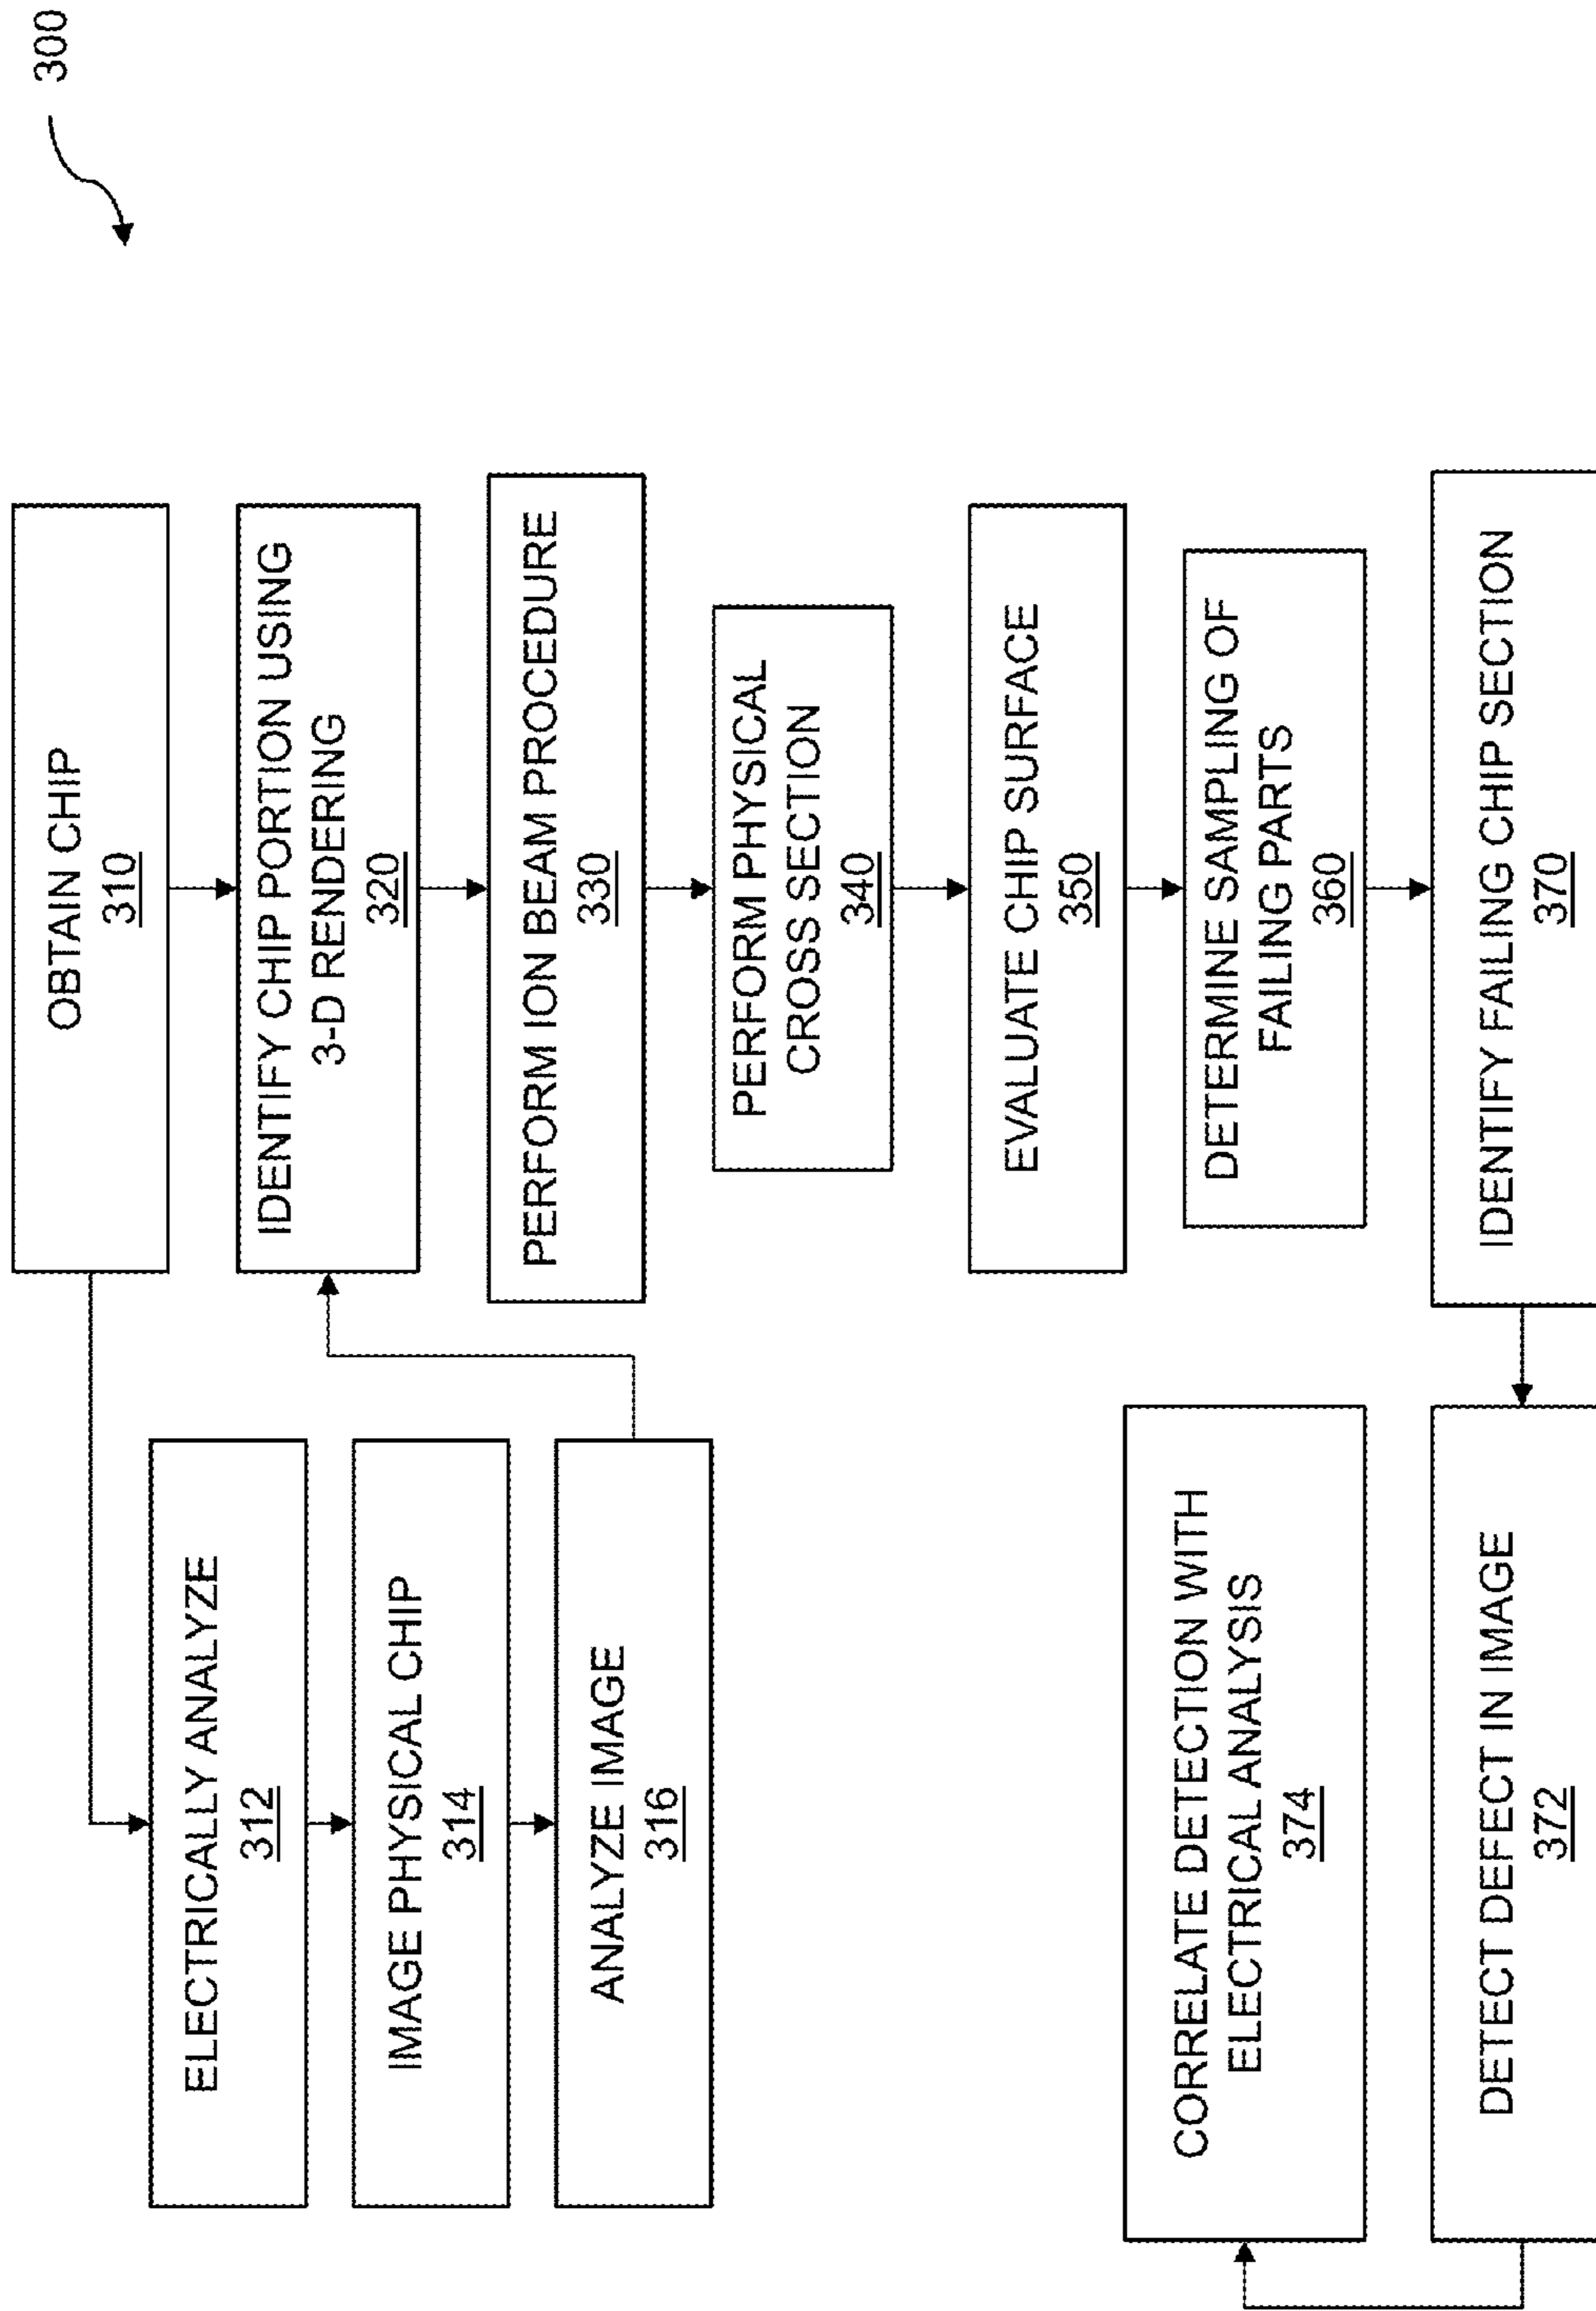 300
OBTAIN CHIP
310
ELECTRICALLY ANALYZE
312
IMAGE PHYSICAL CHIP
314
ANALYZE IMAGE
316
IDENTIFY CHIP PORTION USING
3-D RENDERING
320
PERFORM ION BEAM PROCEDURE
330
PERFORM PHYSICAL
CROSS SECTION
340
EVALUATE CHIP SURFACE
350
DETERMINE SAMPLING OF
FAILING PARTS
360
IDENTIFY FAILING CHIP SECTION
370
DETECT DEFECT IN IMAGE
372
CORRELATE DETECTION WITH
ELECTRICAL ANALYSIS
374